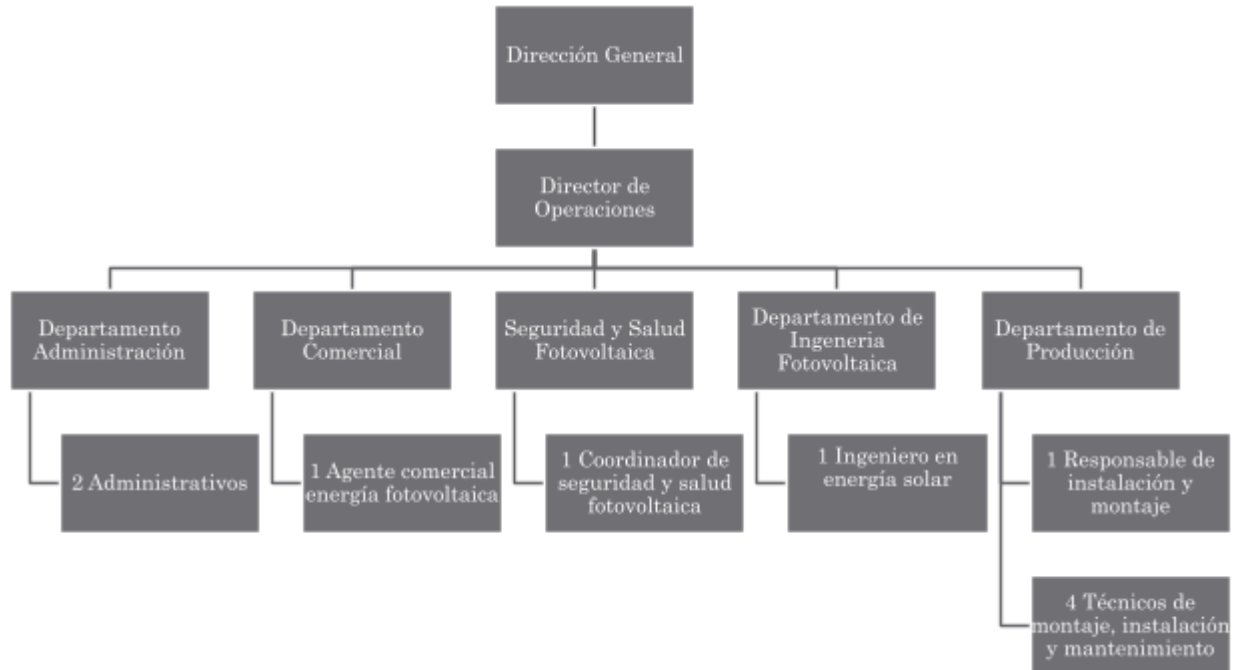 Dirección General
Director de
Operaciones
Departamento
Administración
Departamento
Comercial
Seguridad y Salud
Fotovoltaica
Departamento de
Ingeneria
Fotovoltaica
Departamento de
Producción
2 Administrativos
1 Agente comercial
energía fotovoltaica
1 Coordinador de
seguridad y salud
fotovoltaica
1 Ingeniero en
energía solar
1 Responsable de
instalación y
montaje
4 Técnicos de
montaje, instalación
y mantenimiento